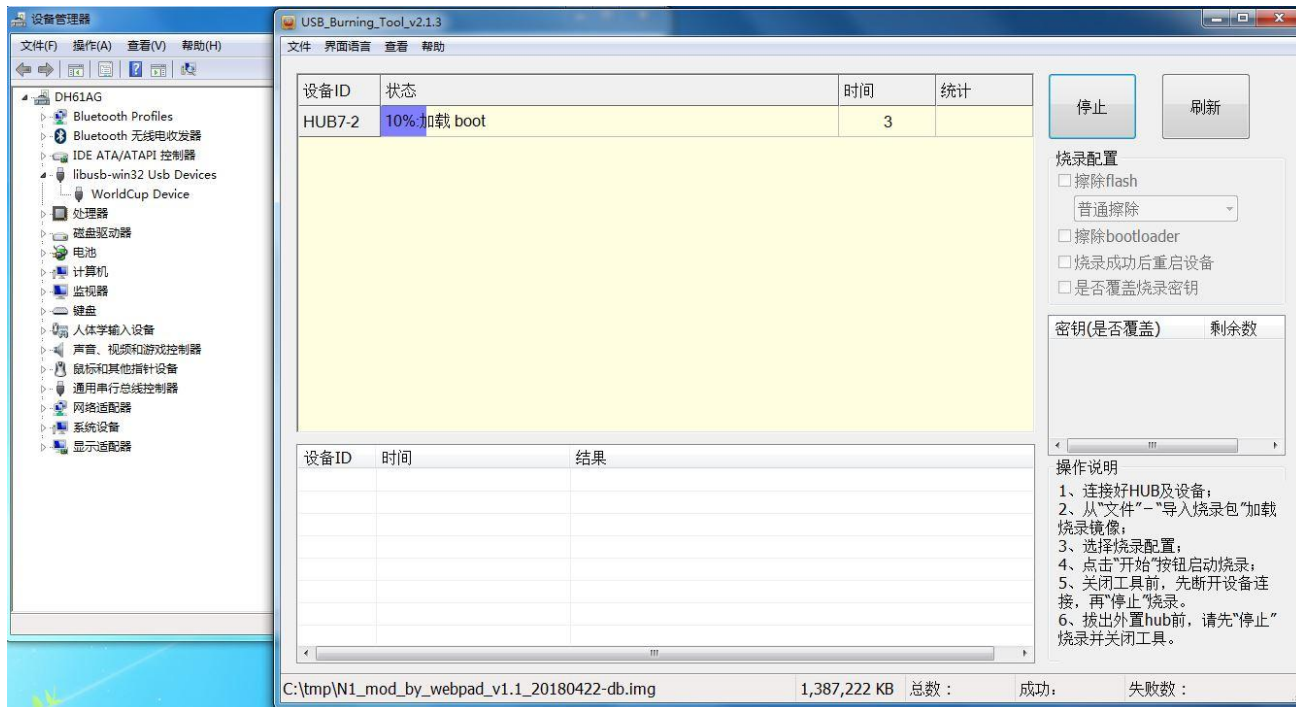 设备管理器
文件(F) 操作(A) 查看(V) 帮助(H)
DH61AG
Bluetooth Profiles
Bluetooth 无线电收发器
IDE ATA/ATAPI 控制器
libusb-win32 Usb Devices
WorldCup Device
处理器
磁盘驱动器
电池
计算机
监视器
键盘
人体学输入设备
声音、视频和游戏控制器
鼠标和其他指针设备
通用串行总线控制器
网络适配器
系统设备
显示适配器
USB_Burning_Tool_v2.1.3
文件 界面语言 查看 帮助
设备ID 状态 时间 统计
HUB7-2 10%:加载 boot 3
设备ID 时间 结果
停止 刷新
烧录配置
擦除flash
普通擦除
擦除bootloader
烧录成功后重启设备
是否覆盖烧录密钥
密钥(是否覆盖) 剩余数
操作说明
1、连接好HUB及设备;
2、从"文件"-"导入烧录包"加载
烧录镜像;
3、选择烧录配置;
4、点击"开始"按钮启动烧录;
5、关闭工具前，先断开设备连
接，再"停止"烧录。
6、拔出外置hub前，请先"停止"
烧录并关闭工具。
C:\tmp\N1_mod_by_webpad_v1.1_20180422-db.img 1,387,222 KB 总数： 成功： 失败数：